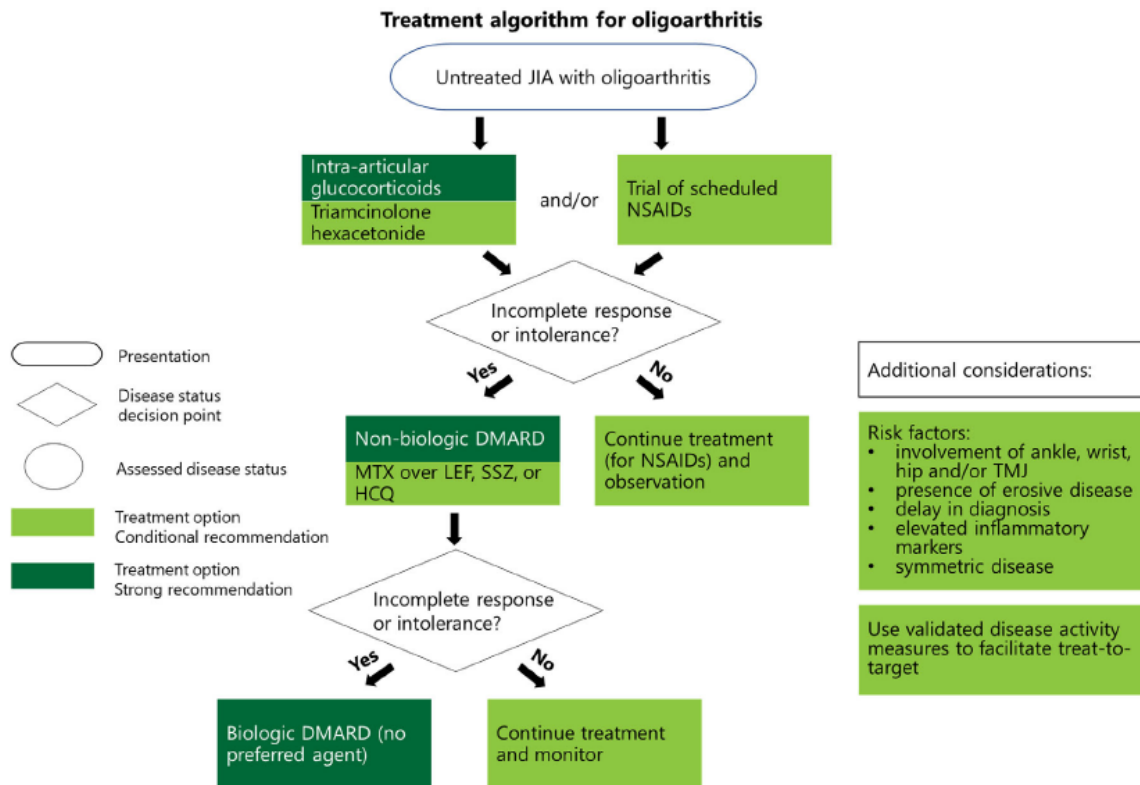 Treatment algorithm for oligoarthritis
Untreated JIA with oligoarthritis
Intra-articular
glucocorticoids
Triamcinolone
hexacetonide
and/or
Trial of scheduled
NSAIDs
Incomplete response
or intolerance?
Yes
No
Non-biologic DMARD
MTX over LEF, SSZ, or
HCQ
Continue treatment
(for NSAIDs) and
observation
Incomplete response
or intolerance?
Yes
No
Biologic DMARD (no
preferred agent)
Continue treatment
and monitor
Presentation
Disease status
decision point
Assessed disease status
Treatment option
Conditional recommendation
Treatment option
Strong recommendation
Additional considerations:
Risk factors:
• involvement of ankle, wrist,
hip and/or TMJ
• presence of erosive disease
• delay in diagnosis
• elevated inflammatory
markers
• symmetric disease
Use validated disease activity
measures to facilitate treat-to-
target